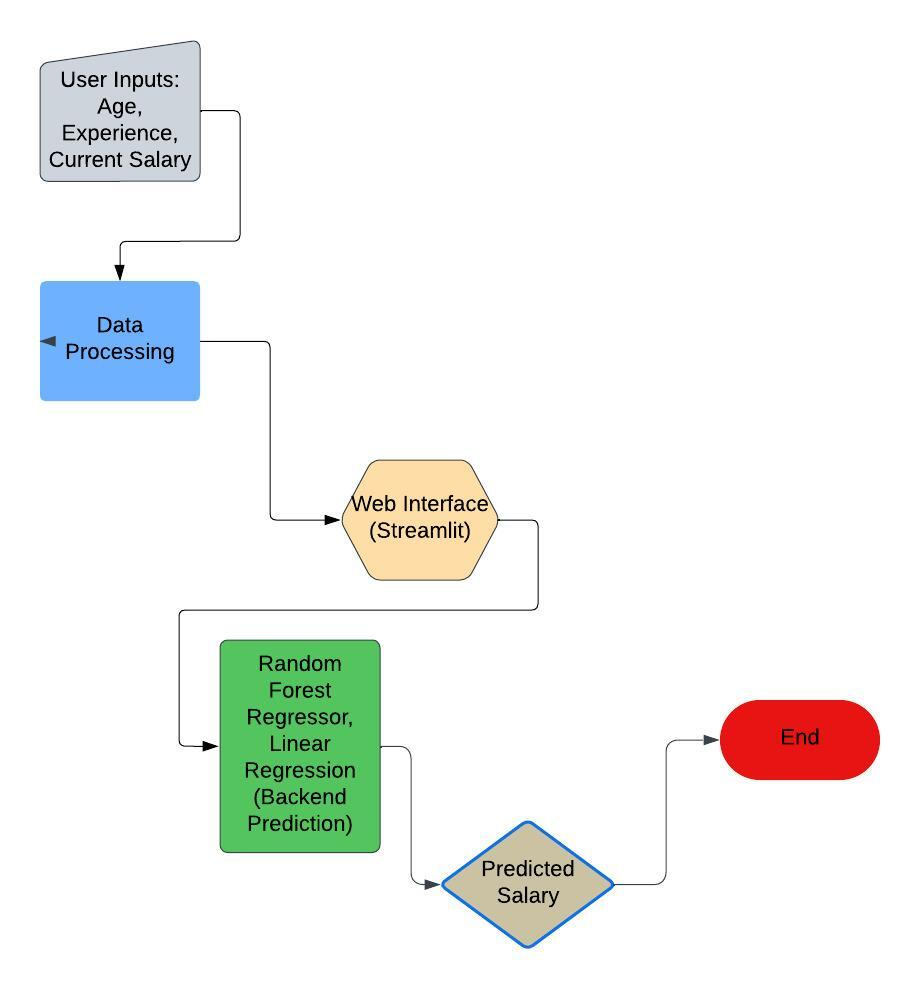 User Inputs:
Age,
Experience,
Current Salary
Data
Processing
Web Interface
(Streamlit)
Random
Forest
Regressor,
Linear
Regression
(Backend
Prediction)
Predicted
Salary
End